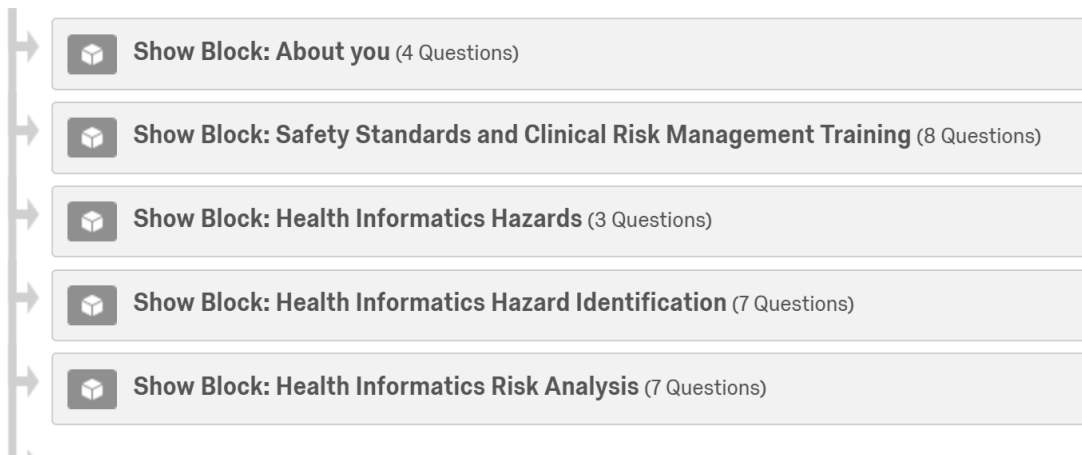 Show Block: About you (4 Questions)
Show Block: Safety Standards and Clinical Risk Management Training (8 Questions)
Show Block: Health Informatics Hazards (3 Questions)
Show Block: Health Informatics Hazard Identification (7 Questions)
Show Block: Health Informatics Risk Analysis (7 Questions)